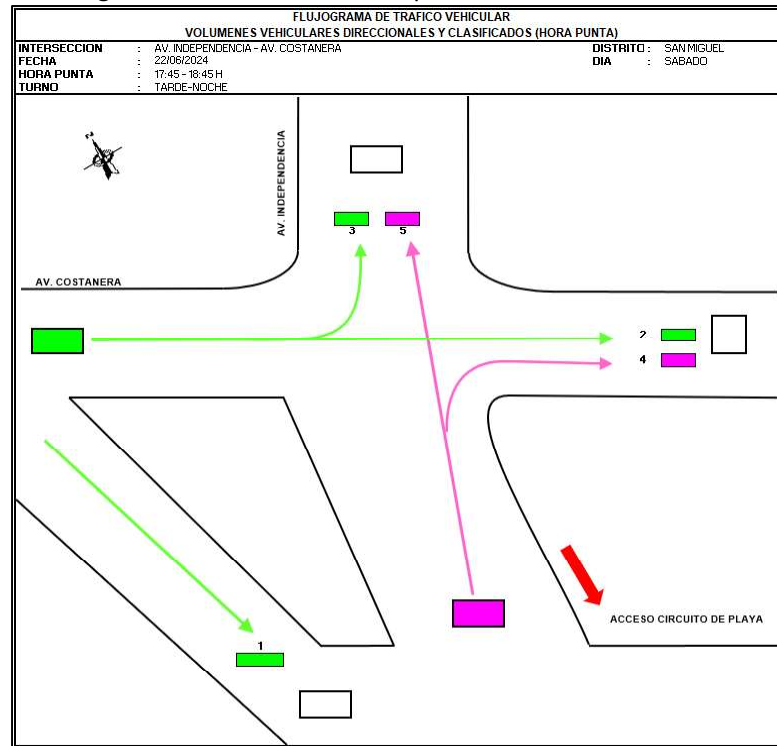 FLUJOGRAMA DE TRAFICO VEHICULAR
VOLUMENES VEHICULARES DIRECCIONALES Y CLASIFICADOS (HORA PUNTA)
INTERSECCION : AV. INDEPENDENCIA - AV. COSTANERA DISTRITO : SAN MIGUEL
FECHA : 22/06/2024 DIA : SABADO
HORA PUNTA : 17:45 - 18:45 H
TURNO : TARDE-NOCHE
AV. INDEPENDENCIA
3 5
AV. COSTANERA
2
4
ACCESO CIRCUITO DE PLAYA
1